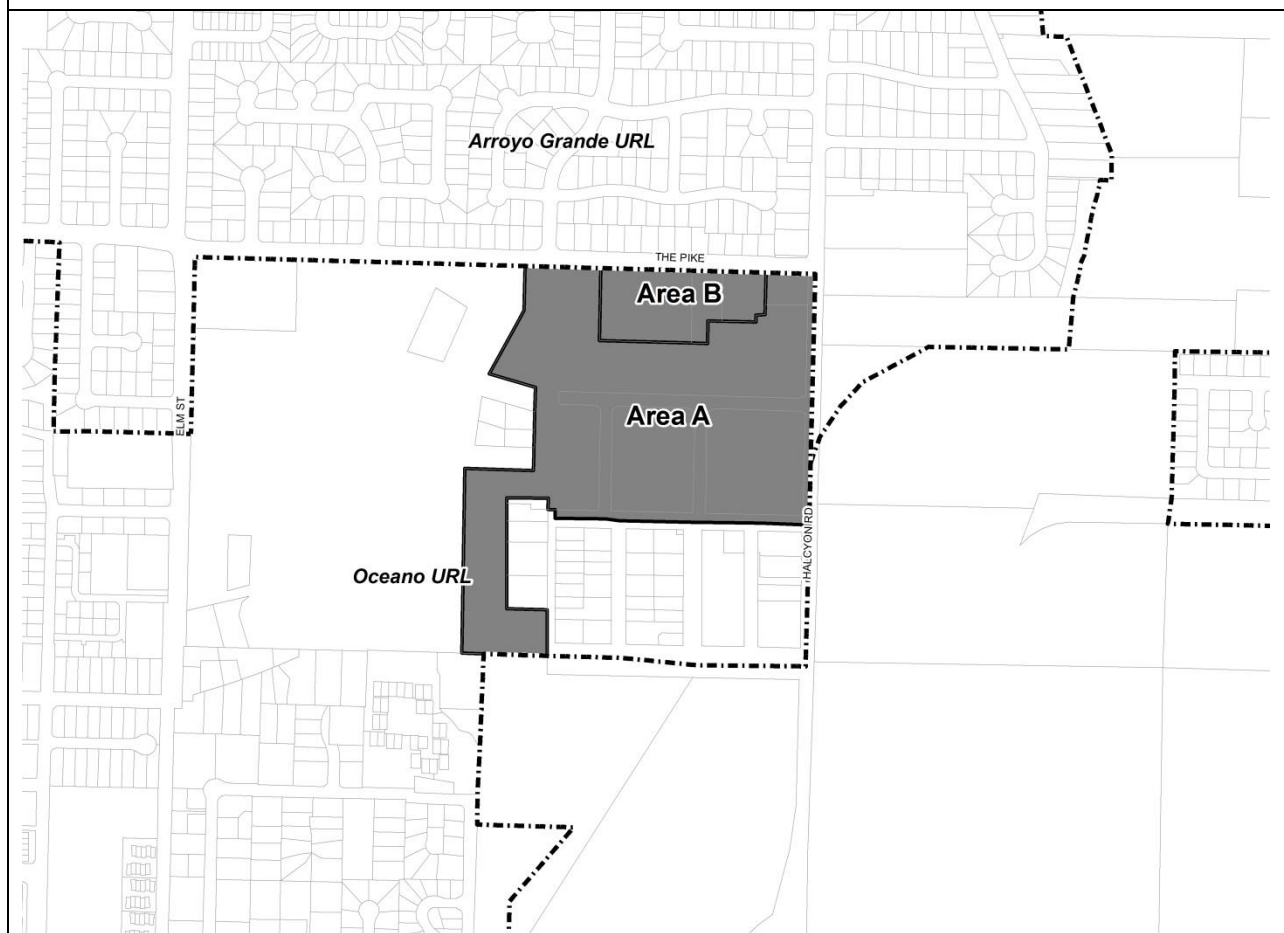 Arroyo Grande URL
THE PIKE
Area B
ELM ST
Area A
HALCYON RD
Oceano URL